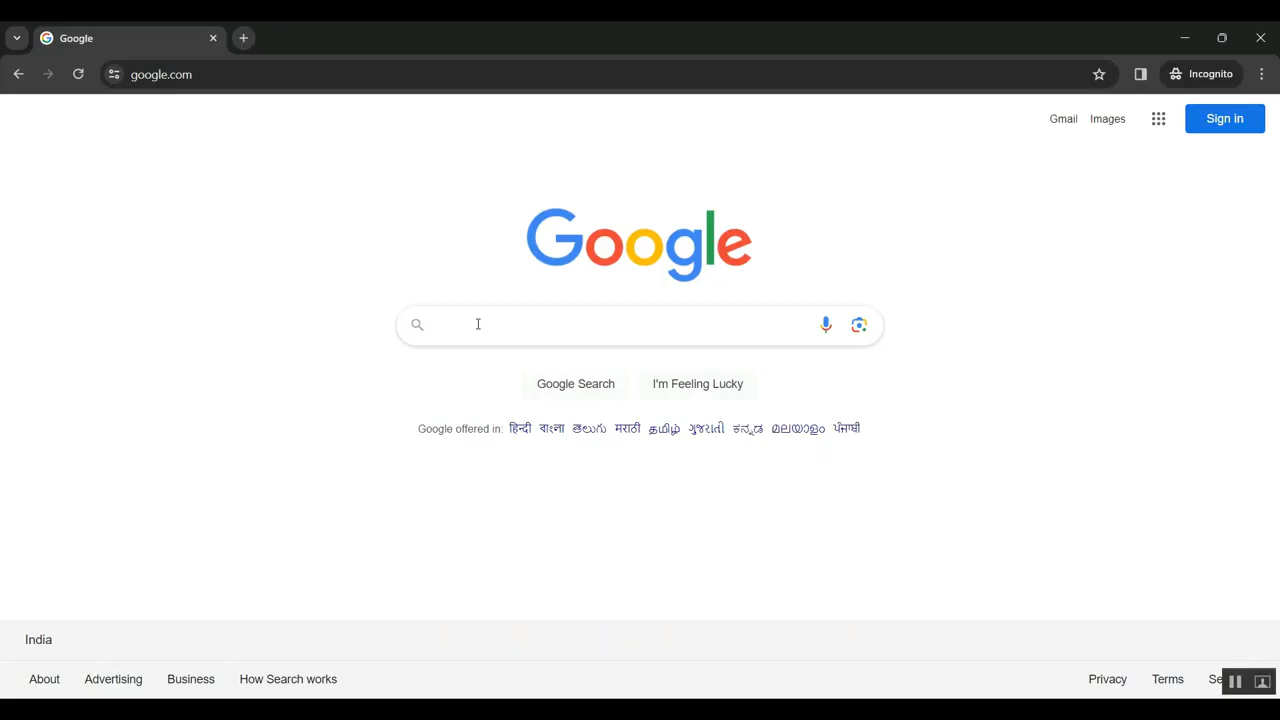 Google
google.com
Incognito
Gmail Images Sign in
Google
Google Search I'm Feeling Lucky
Google offered in: हिन्दी বাংলা తెలుగు मराठी தமிழ் ગુજરાતી ಕನ್ನಡ മലയാളം ਪੰਜਾਬੀ
India
About Advertising Business How Search works Privacy Terms Se